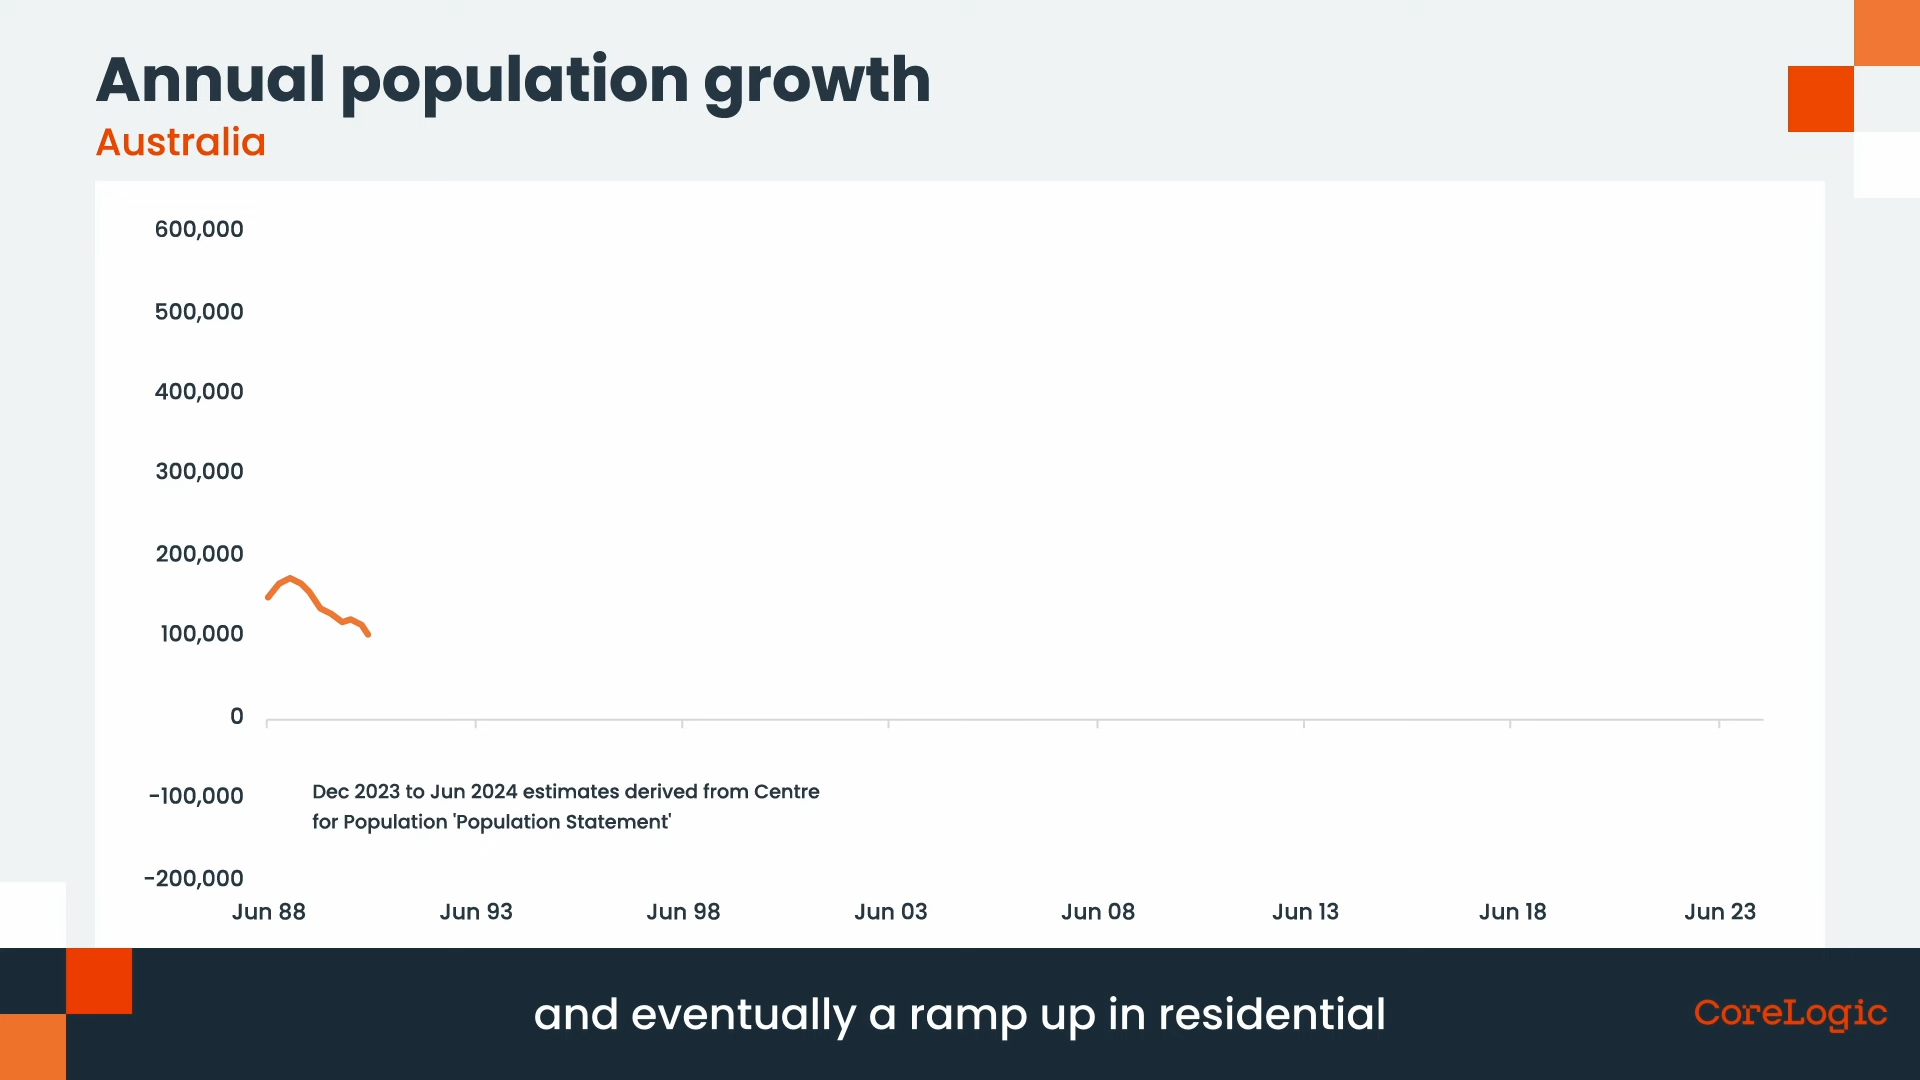 Annual population growth
Australia
600,000
500,000
400,000
300,000
200,000
100,000
0
-100,000
-200,000
Dec 2023 to Jun 2024 estimates derived from Centre
for Population 'Population Statement'
Jun 88 Jun 93 Jun 98 Jun 03 Jun 08 Jun 13 Jun 18 Jun 23
and eventually a ramp up in residential
CoreLogic